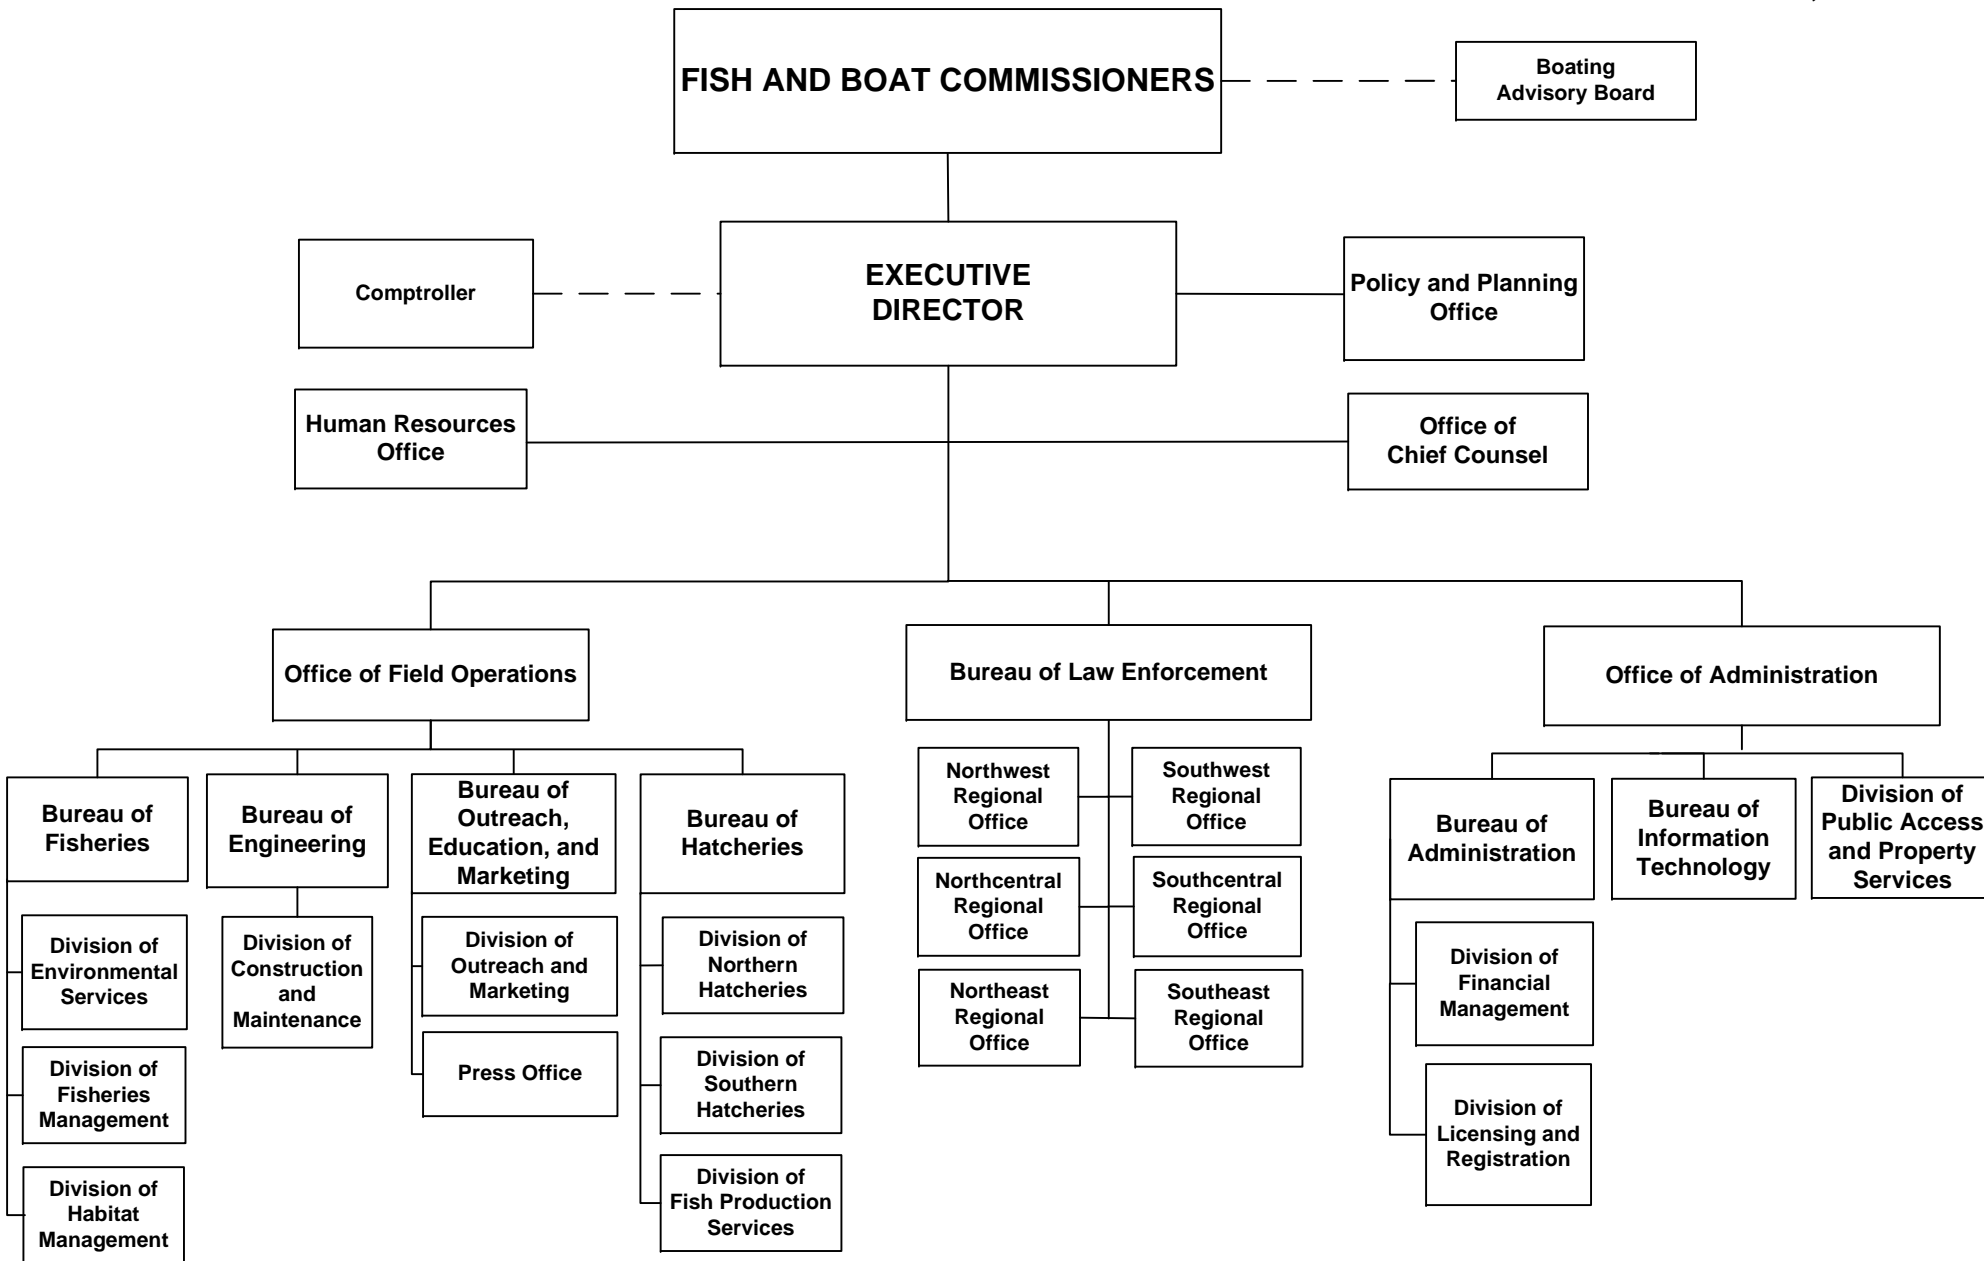 FISH AND BOAT COMMISSIONERS
Boating
Advisory Board
Comptroller
EXECUTIVE
DIRECTOR
Policy and Planning
Office
Human Resources
Office
Office of
Chief Counsel
Office of Field Operations
Bureau of Law Enforcement
Office of Administration
Bureau of
Fisheries
Bureau of
Engineering
Bureau of
Outreach,
Education, and
Marketing
Bureau of
Hatcheries
Northwest
Regional
Office
Southwest
Regional
Office
Bureau of
Administration
Bureau of
Information
Technology
Division of
Public Access
and Property
Services
Northcentral
Regional
Office
Southcentral
Regional
Office
Division of
Environmental
Services
Division of
Construction
and
Maintenance
Division of
Outreach and
Marketing
Division of
Northern
Hatcheries
Northeast
Regional
Office
Southeast
Regional
Office
Division of
Financial
Management
Division of
Fisheries
Management
Press Office
Division of
Southern
Hatcheries
Division of
Licensing and
Registration
Division of
Habitat
Management
Division of
Fish Production
Services